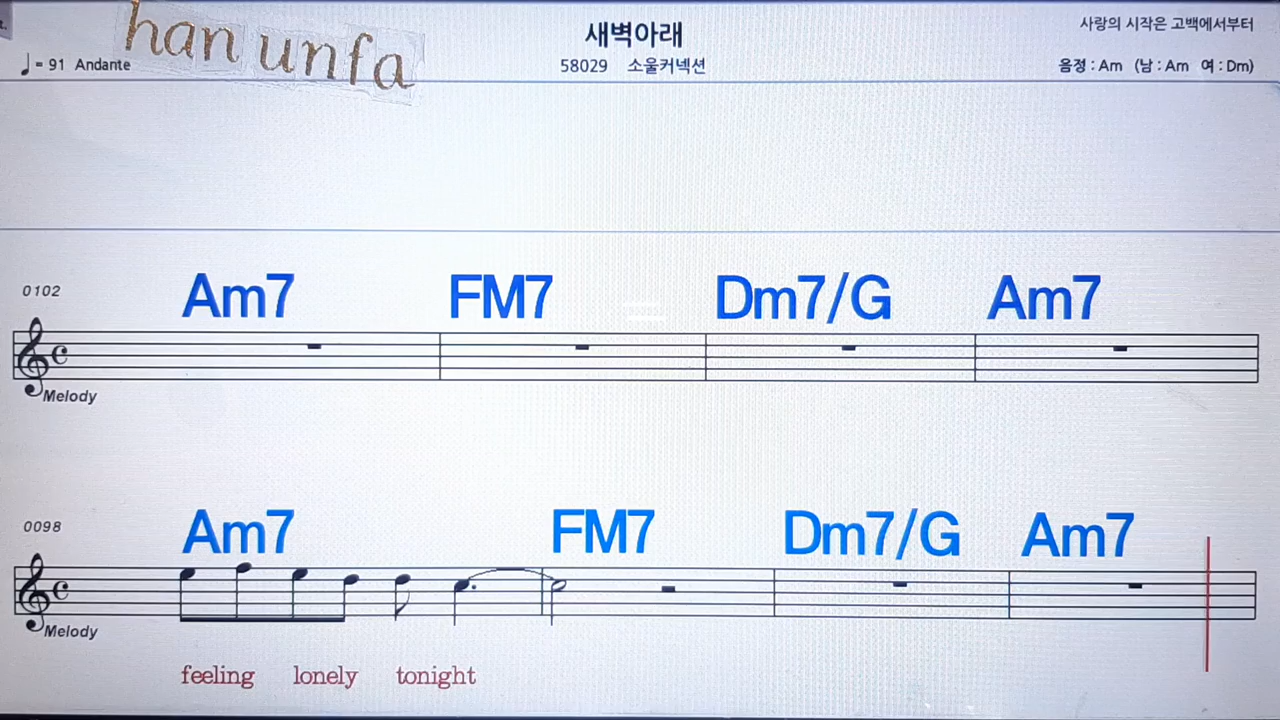 han unfa
새벽아래
사랑의 시작은 고백에서부터
♩= 91 Andante
58029 소울커넥션
음정 : Am (남 : Am 여 : Dm)
0102
Am7 FM7 Dm7/G Am7
Melody
0098
Am7 FM7 Dm7/G Am7
Melody
feeling lonely tonight